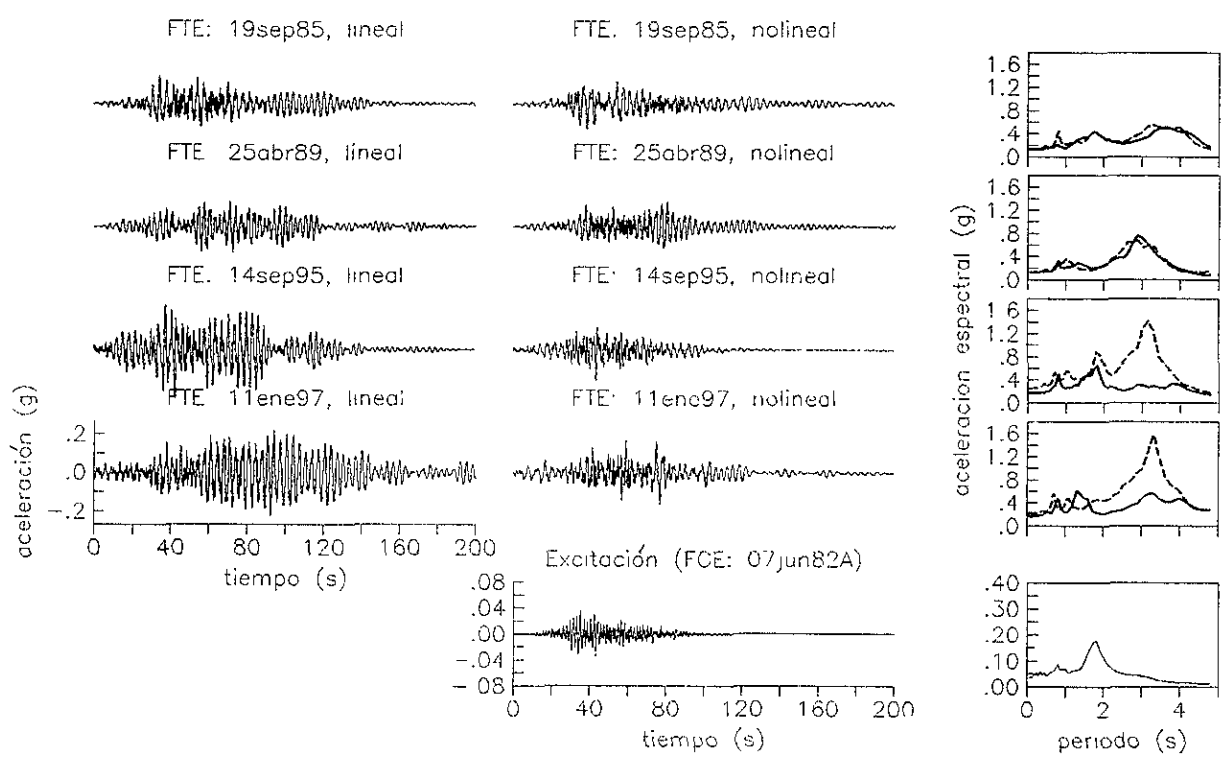 FTE: 19sep85, lineal
FTE. 19sep85, nolineal
FTE 25abr89, lineal
FTE: 25abr89, nolineal
FTE. 14sep95, lineal
FTE: 14sep95, nolineal
FTE 11ene97, lineal
FTE 11ene97, nolineal
aceleración (g)
.2
.0
-.2
0 40 80 120 160 200
tiempo (s)
Excitación (FCE: 07jun82A)
.08
.04
.00
-.04
-.08
0 40 80 120 160 200
tiempo (s)
aceleracion espectral (g)
1.6
1.2
.8
.4
.0
1.6
1.2
.8
.4
.0
1.6
1.2
.8
.4
.0
1.6
1.2
.8
.4
.0
.40
.30
.20
.10
.00
0 2 4
periodo (s)